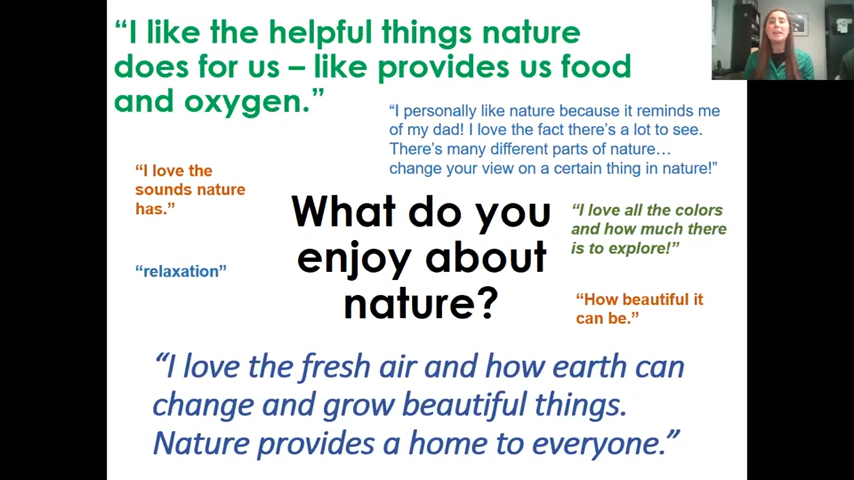 “I like the helpful things nature
does for us – like provides us food
and oxygen.”
“I personally like nature because it reminds me
of my dad! I love the fact there’s a lot to see.
There’s many different parts of nature…
change your view on a certain thing in nature!”
“I love the
sounds nature
has.”
What do you
enjoy about
nature?
“I love all the colors
and how much there
is to explore!”
“relaxation”
“How beautiful it
can be.”
“I love the fresh air and how earth can
change and grow beautiful things.
Nature provides a home to everyone.”